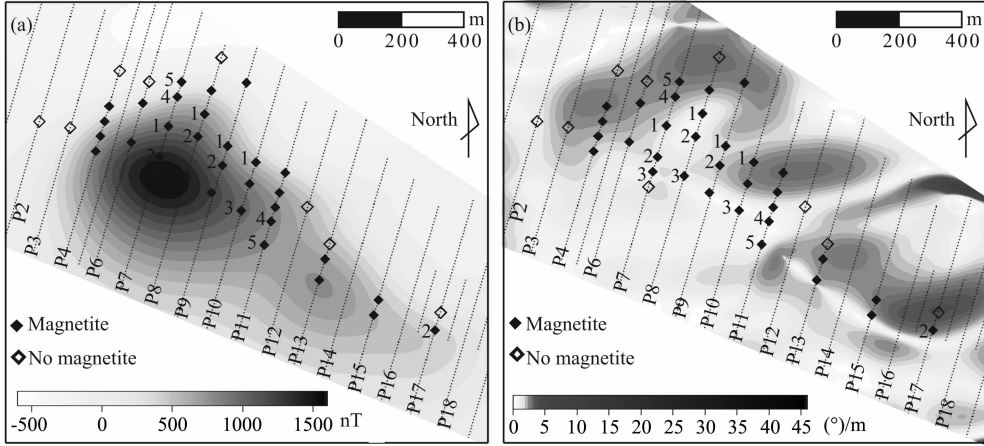 (a)
m
0 200 400
North
5
4
1
1
2
1
2
1
2
3
4
5
2
P2
P3
P4
P6
P7
P8
P9
P10
P11
P12
P13
P14
P15
P16
P17
P18
Magnetite
No magnetite
-500 0 500 1000 1500 nT
(b)
m
0 200 400
North
5
4
1
1
2
1
2
3
2
1
3
4
5
2
P2
P3
P4
P6
P7
P8
P9
P10
P11
P12
P13
P14
P15
P16
P17
P18
Magnetite
No magnetite
0 5 10 15 20 25 30 35 40 45 (°)/m